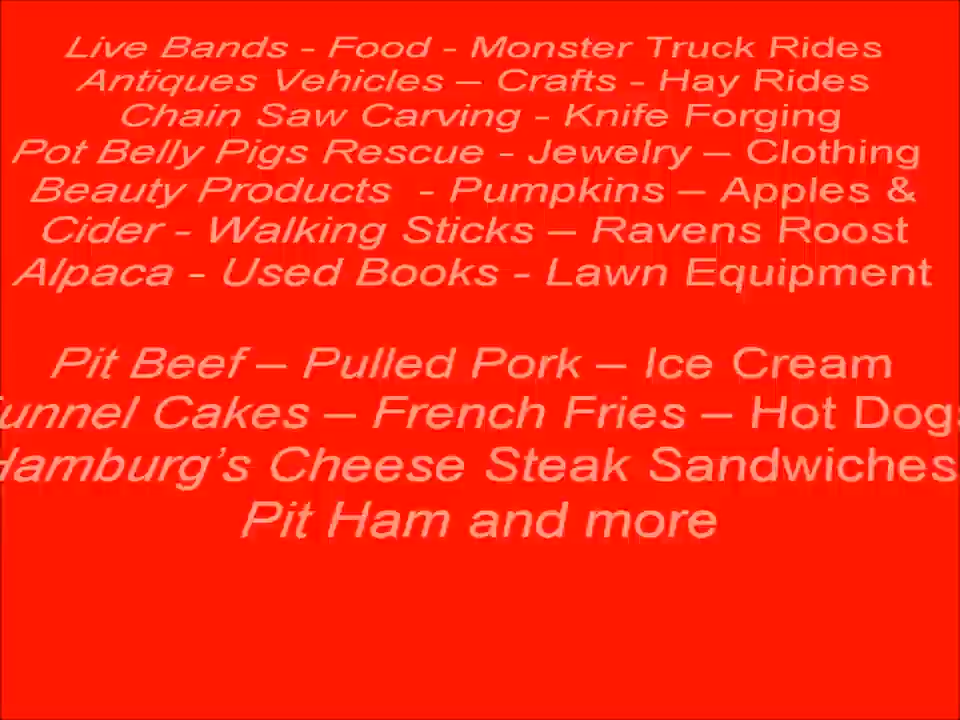 Live Bands - Food - Monster Truck Rides
Antiques Vehicles – Crafts - Hay Rides
Chain Saw Carving - Knife Forging
Pot Belly Pigs Rescue - Jewelry – Clothing
Beauty Products - Pumpkins – Apples &
Cider - Walking Sticks – Ravens Roost
Alpaca - Used Books - Lawn Equipment
Pit Beef – Pulled Pork – Ice Cream
unnel Cakes – French Fries – Hot Dogs
Hamburg’s Cheese Steak Sandwiches
Pit Ham and more